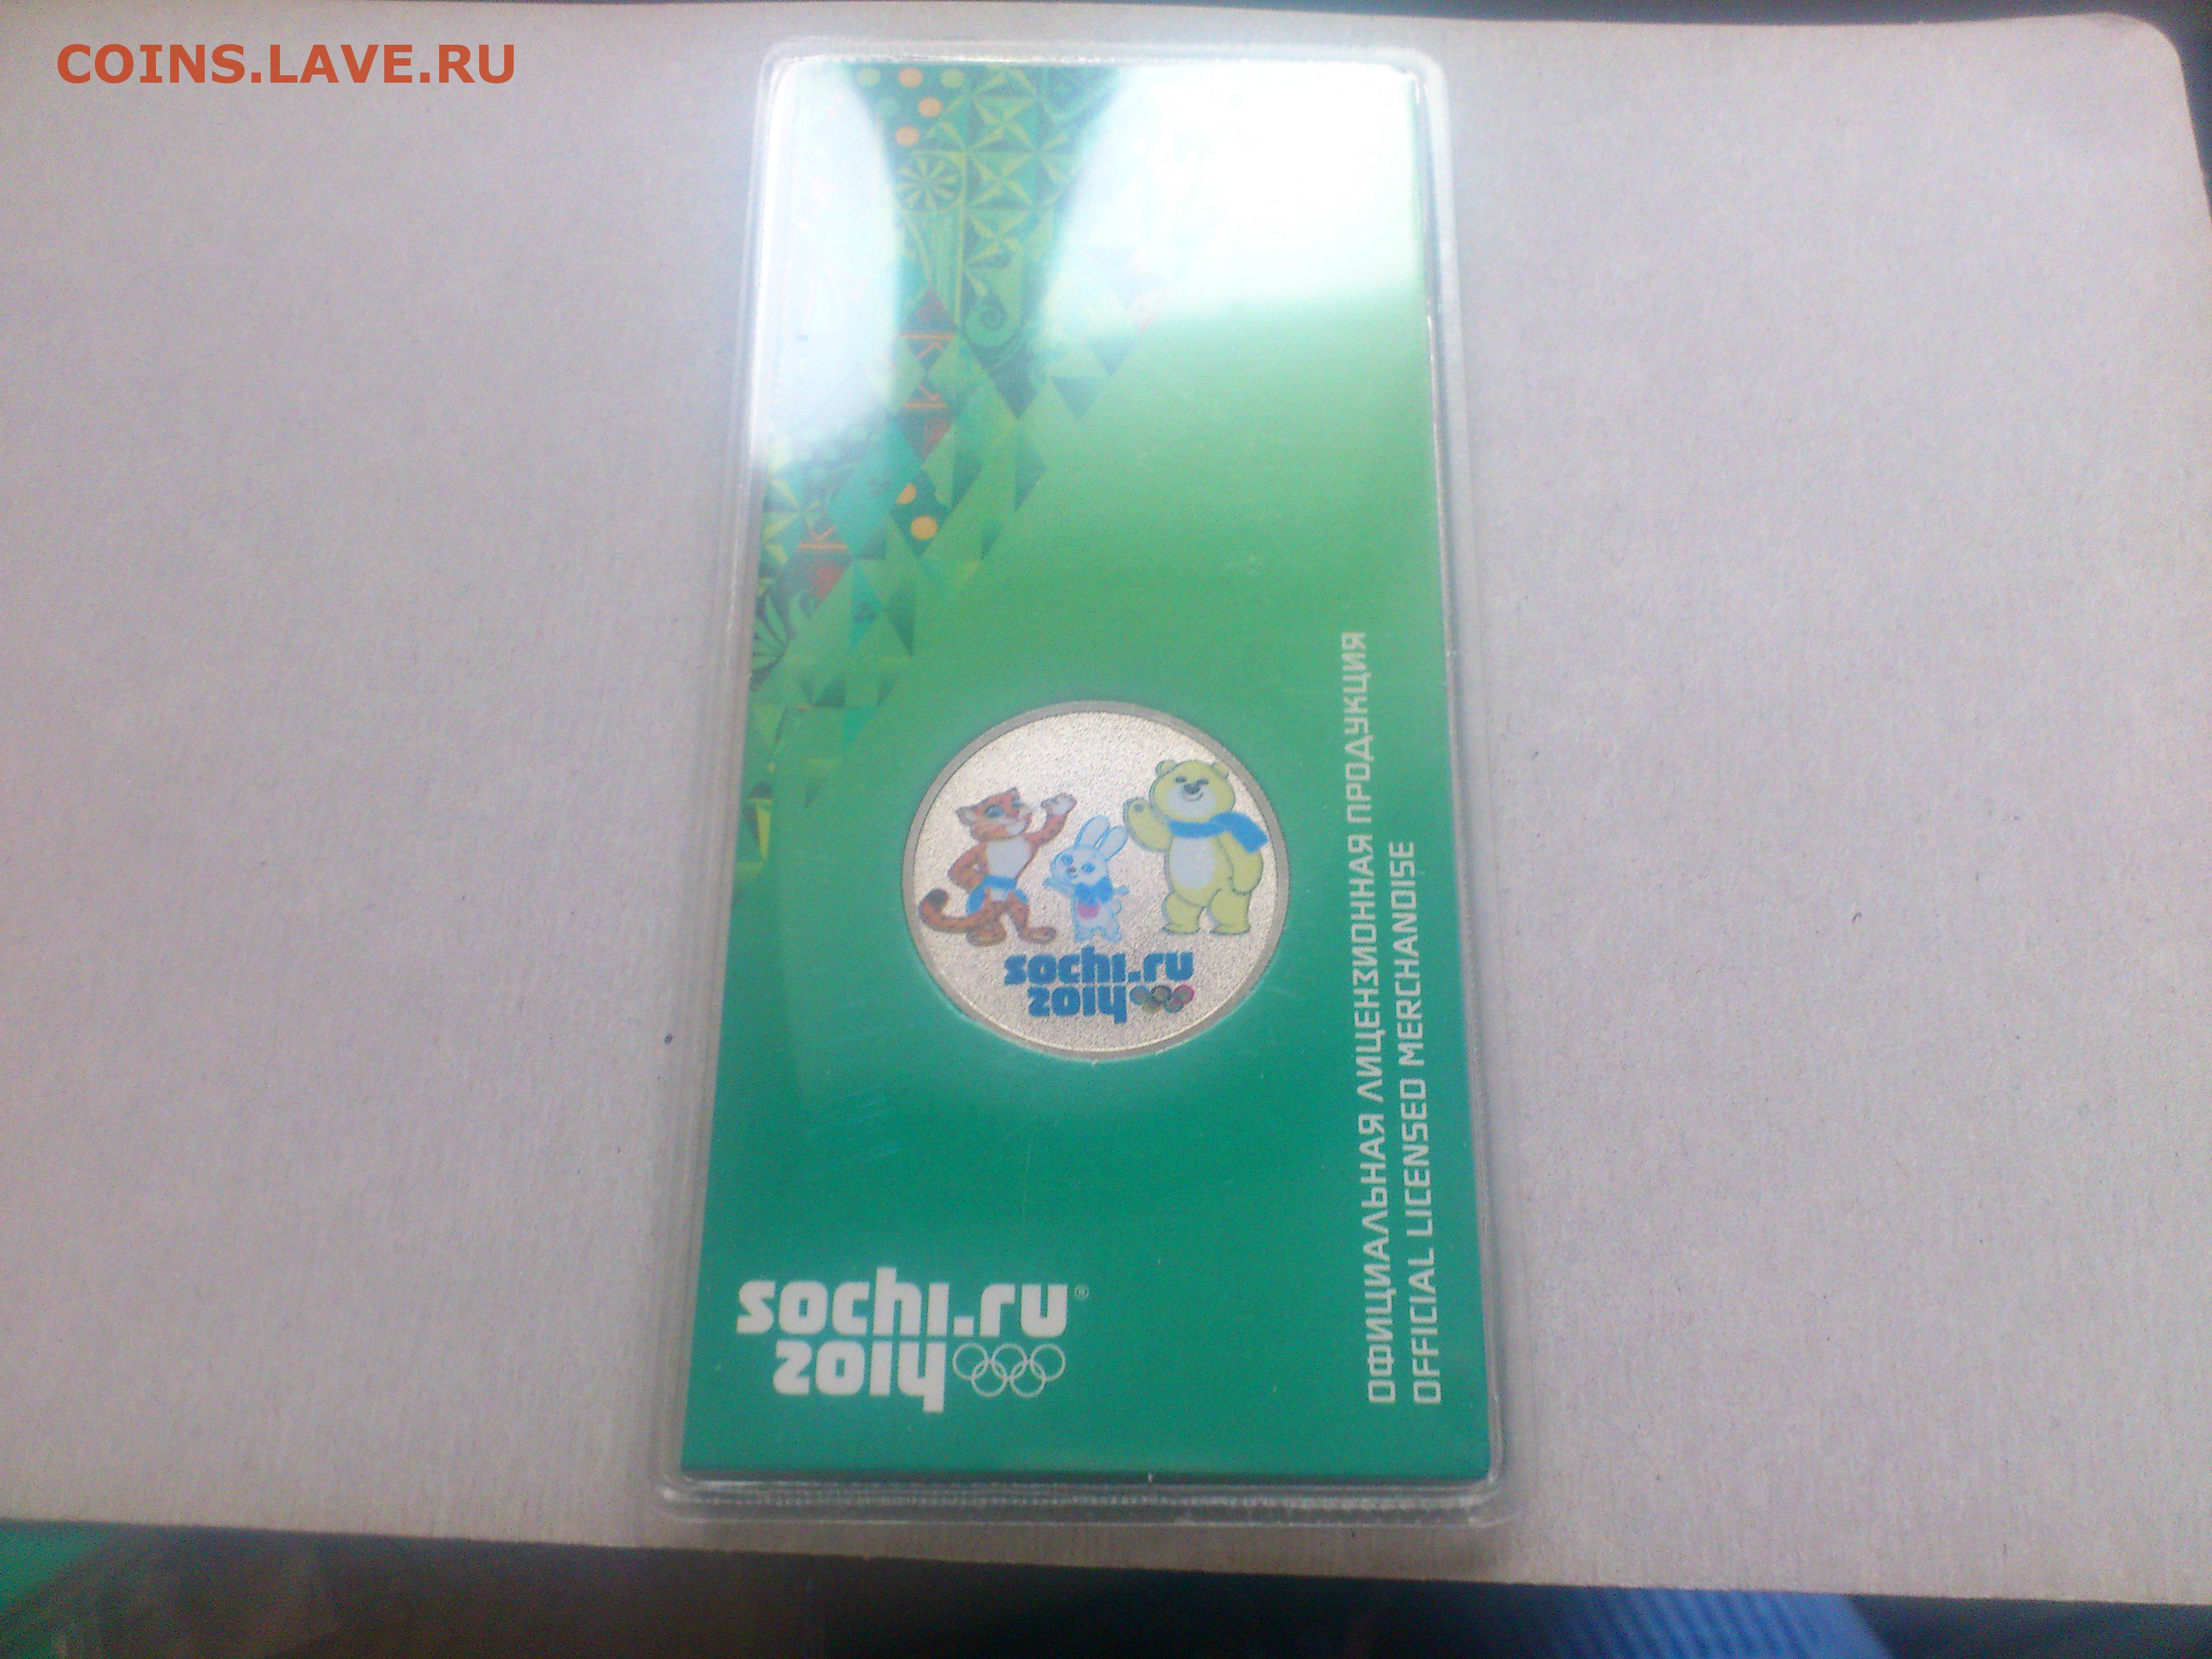 COINS.LAVE.RU
sochi.ru
2014
sochi.ru®
2014
ОФИЦИАЛЬНАЯ ЛИЦЕНЗИОННАЯ ПРОДУКЦИЯ
OFFICIAL LICENSED MERCHANDISE